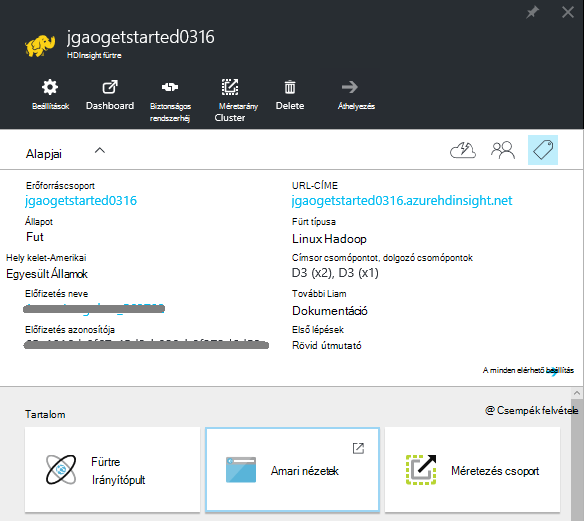 jgaogetstarted0316
HDInsight fürtre
Beállítások
Dashboard
Biztonságos
rendszerhéj
Méretarány
Cluster
Delete
Áthelyezés
Alapjai
Erőforráscsoport
jgaogetstarted0316
Állapot
Fut
Hely kelet-Amerikai
Egyesült Államok
Előfizetés neve
Előfizetés azonosítója
URL-CÍME
jgaogetstarted0316.azurehdinsight.net
Fürt típusa
Linux Hadoop
Címsor csomópontot, dolgozó csomópontok
D3 (x2), D3 (x1)
További Liam
Dokumentáció
Első lépések
Rövid útmutató
A minden elérhető
Tartalom
@ Csempék felvétele
Fürtre
Irányítópult
Amari nézetek
Méretezés csoport